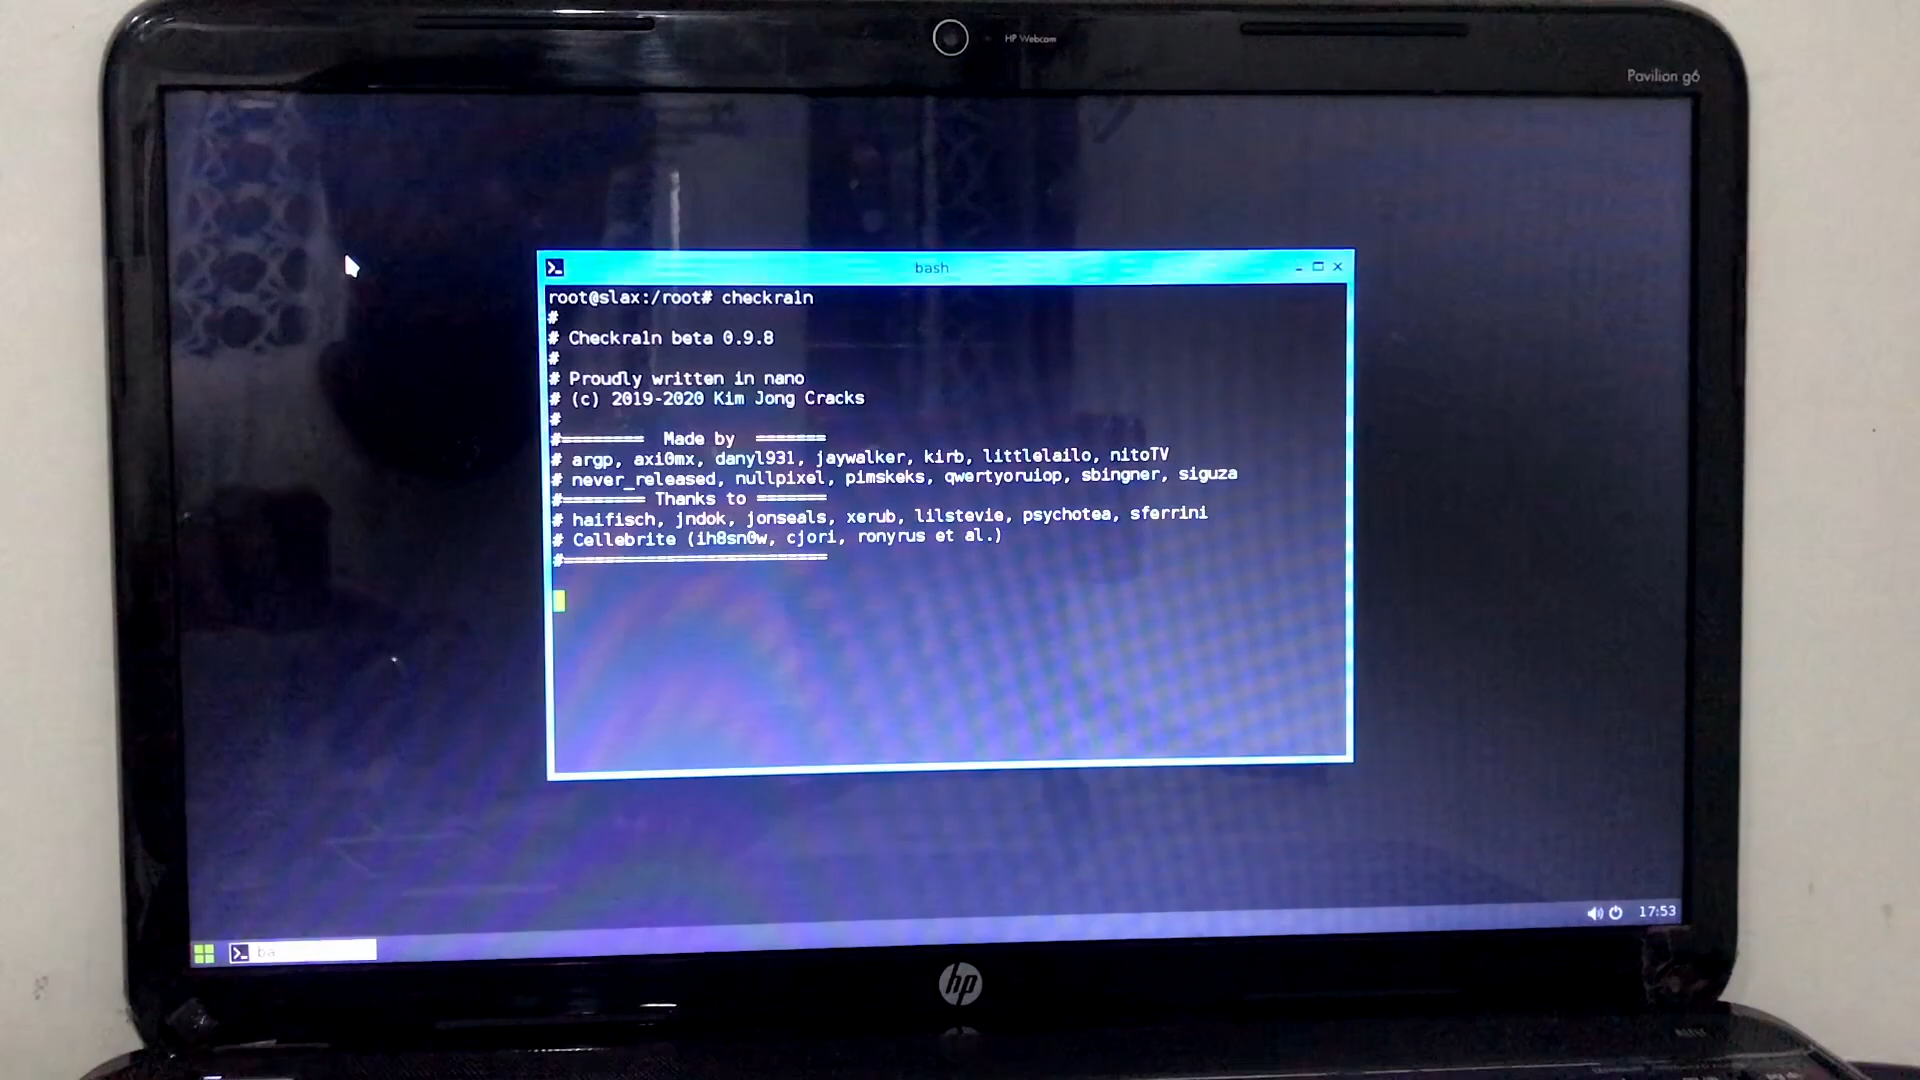 HP Webcam
Pavilion g6
bash
root@slax:/root# checkra1n
#
# Checkra1n beta 0.9.8
#
# Proudly written in nano
# (c) 2019-2020 Kim Jong Cracks
#
#======== Made by =======
# argp, axi0mx, danyl931, jaywalker, kirb, littlelailo, nitoTV
# never_released, nullpixel, pimskeks, qwertyoruiop, sbingner, siguza
#======== Thanks to =======
# haifisch, jndok, jonseals, xerub, lilstevie, psychotea, sferrini
# Cellebrite (ih8sn0w, cjori, ronyrus et al.)
#==========================
17:53
ba
hp